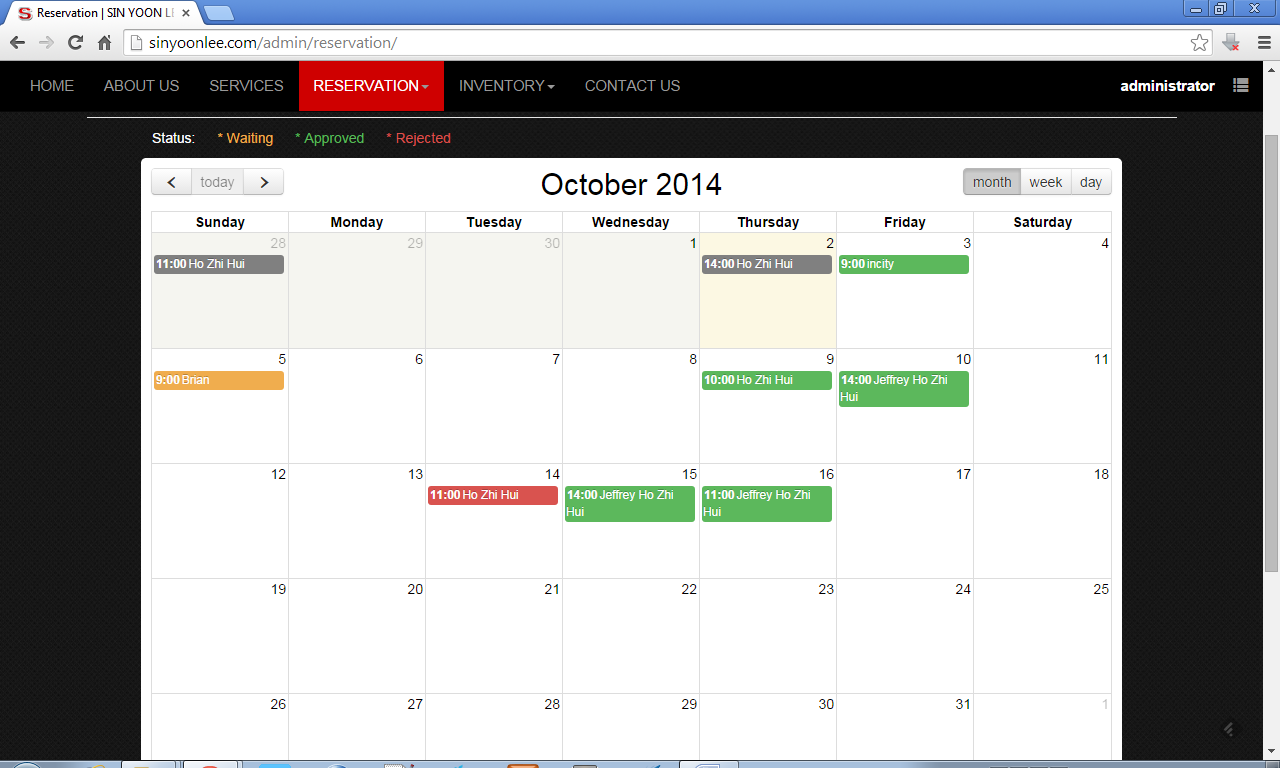 Reservation | SIN YOON LE
sinyoonlee.com/admin/reservation/
HOME ABOUT US SERVICES RESERVATION INVENTORY CONTACT US administrator
Status: * Waiting * Approved * Rejected
today October 2014 month week day
Sunday Monday Tuesday Wednesday Thursday Friday Saturday
28 29 30 1 2 3 4
11:00 Ho Zhi Hui 14:00 Ho Zhi Hui 9:00 incity
5 6 7 8 9 10 11
9:00 Brian 10:00 Ho Zhi Hui 14:00 Jeffrey Ho Zhi
Hui
12 13 14 15 16 17 18
11:00 Ho Zhi Hui 14:00 Jeffrey Ho Zhi 11:00 Jeffrey Ho Zhi
Hui Hui
19 20 21 22 23 24 25
26 27 28 29 30 31 1